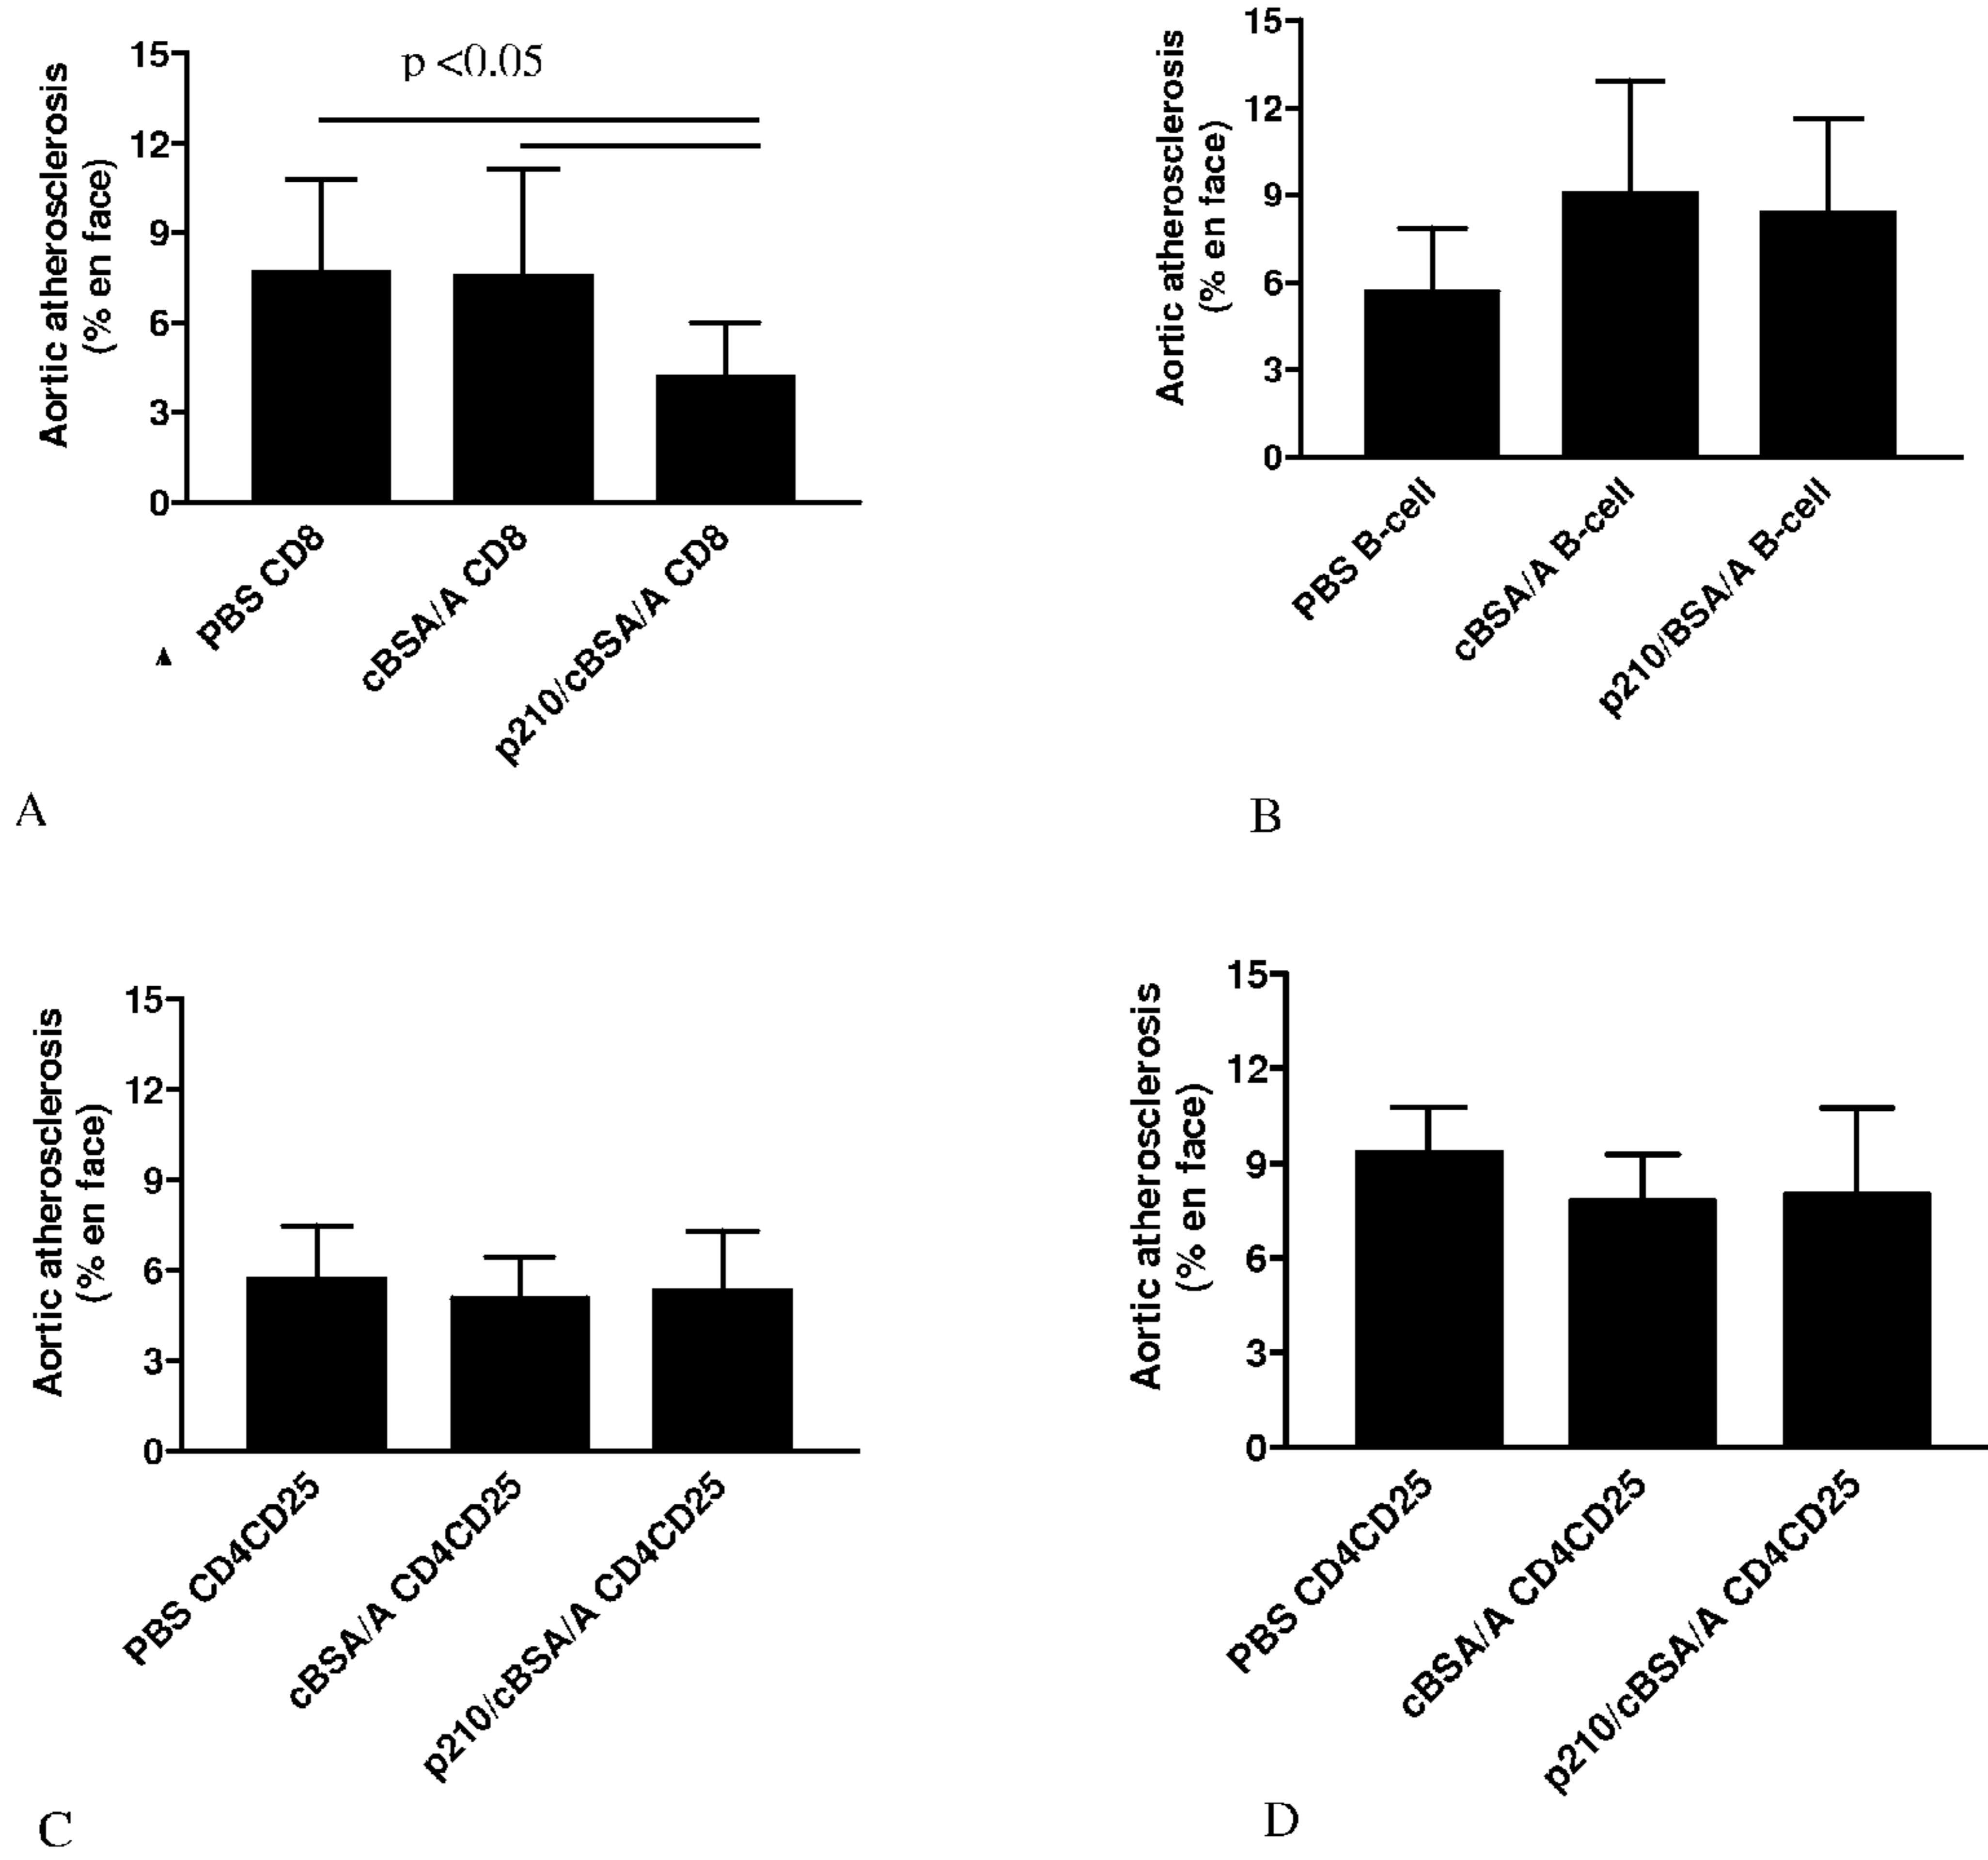 p <0.05
Aortic atherosclerosis
(% en face)
15
12
9
6
3
0
PBS CD8
cBSA/A CD8
p210/cBSA/A CD8
A
Aortic atherosclerosis
(% en face)
15
12
9
6
3
0
PBS B-cell
cBSA/A B-cell
p210/BSA/A B-cell
B
Aortic atherosclerosis
(% en face)
15
12
9
6
3
0
PBS CD4CD25
cBSA/A CD4CD25
p210/cBSA/A CD4CD25
C
Aortic atherosclerosis
(% en face)
15
12
9
6
3
0
PBS CD4CD25
cBSA/A CD4CD25
p210/cBSA/A CD4CD25
D